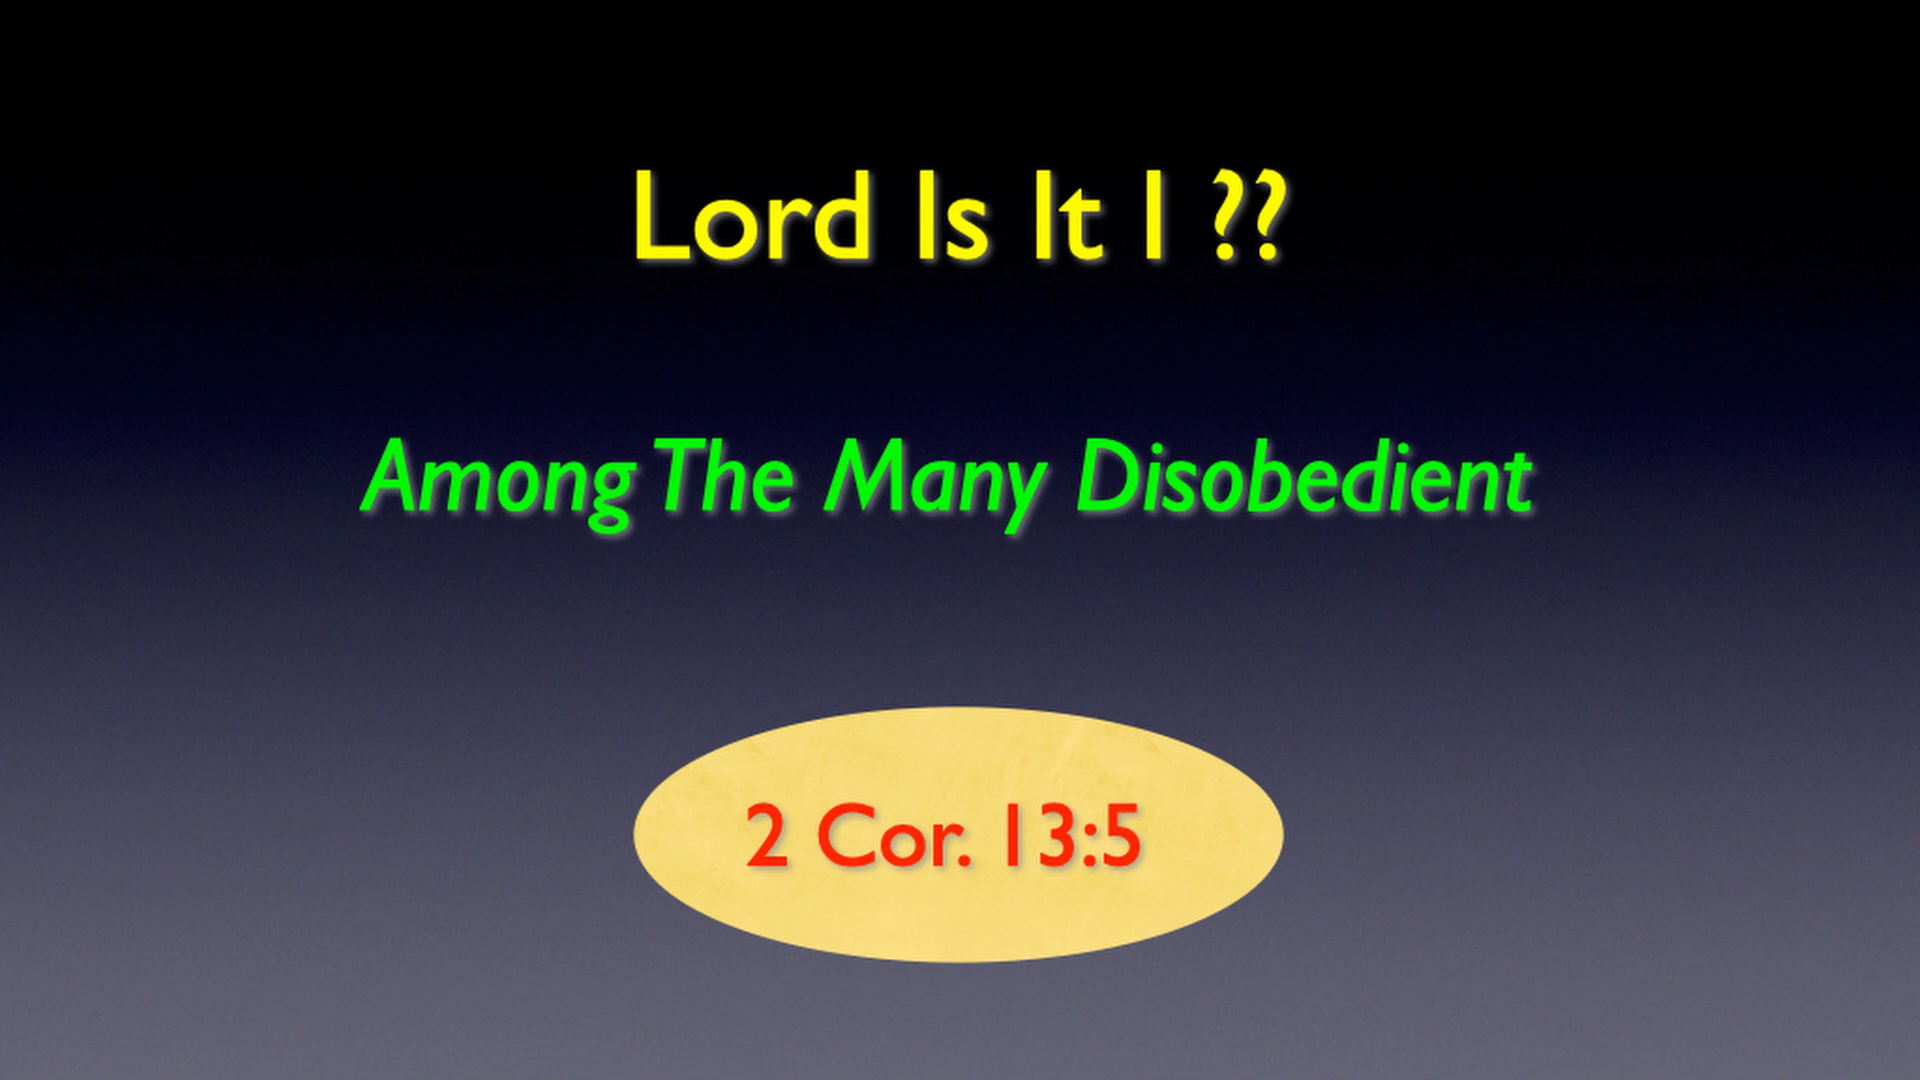 Lord Is It I ??
Among The Many Disobedient
2 Cor. 13:5